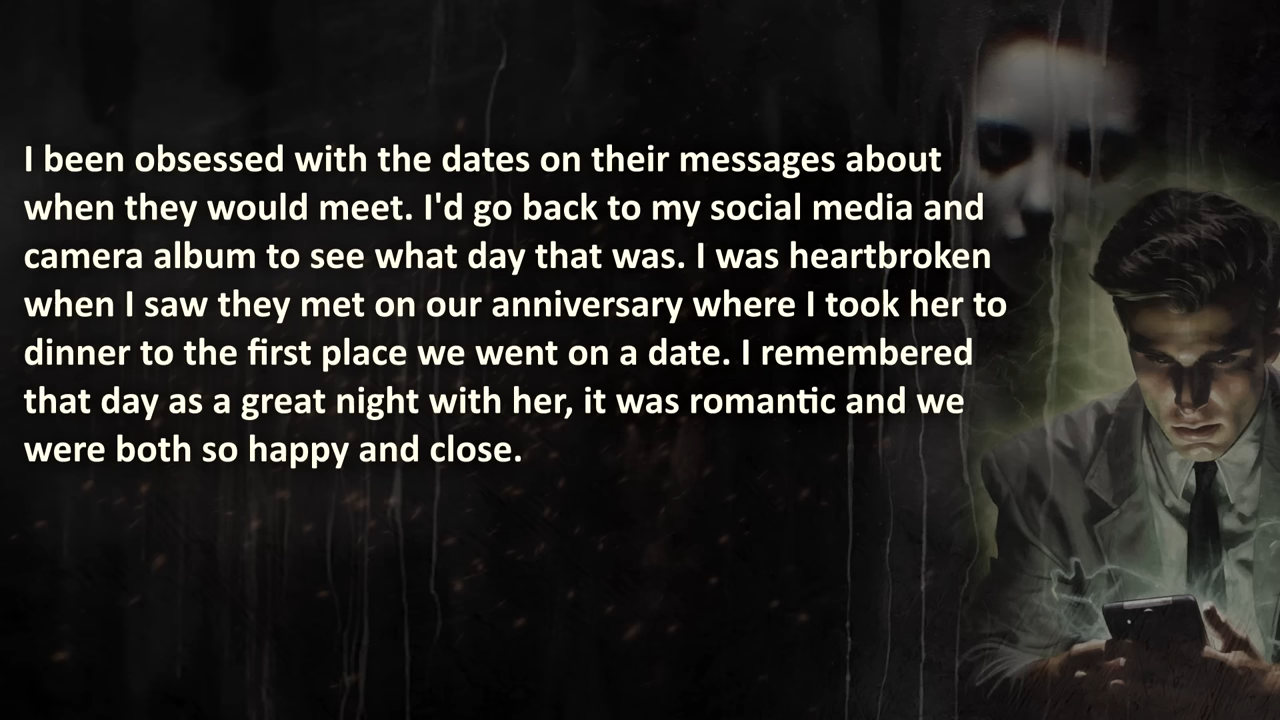 I been obsessed with the dates on their messages about
when they would meet. I'd go back to my social media and
camera album to see what day that was. I was heartbroken
when I saw they met on our anniversary where I took her to
dinner to the first place we went on a date. I remembered
that day as a great night with her, it was romantic and we
were both so happy and close.